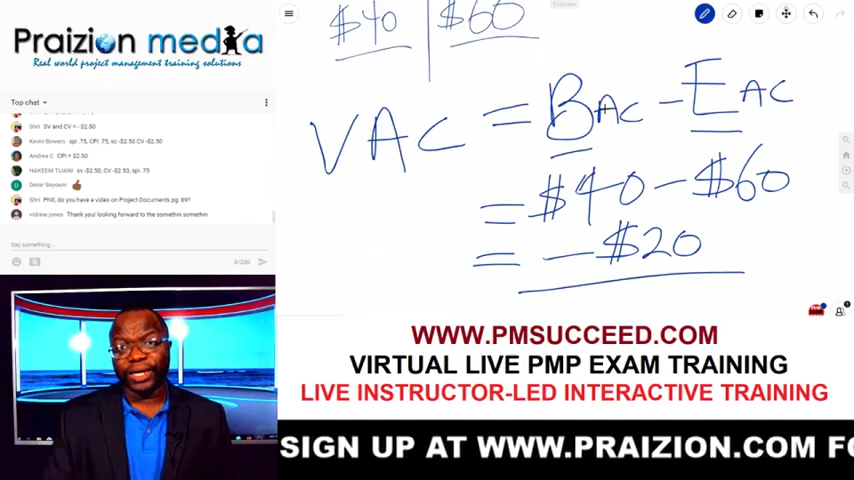 Praizion media
Real world project management training solutions
Top chat
Shri SV and CV = - $2.50
Kevin Bowers spi .75, CPI .75, sc -$2.50 CV -$2.50
Andrea C CPI = $2.50
HAKEEM TIJANI sv -$2.50, CV -$2.50, spi .75
Derar Seyoum
Shri Phill, do you have a video on Project Documents pg: 89?
vidrine jones Thank you! looking forward to the somethin somethin
Say something...
0/200
$40 $60
VAC = BAC - EAC
= $40 - $60
= - $20
WWW.PMSUCCEED.COM
VIRTUAL LIVE PMP EXAM TRAINING
LIVE INSTRUCTOR-LED INTERACTIVE TRAINING
SIGN UP AT WWW.PRAIZION.COM FO